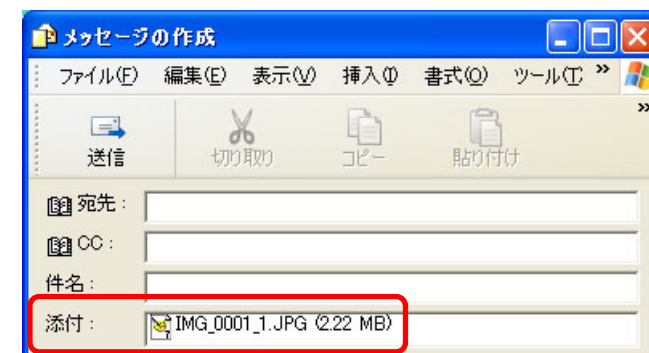 メッセージの作成
ファイル(F) 編集(E) 表示(V) 挿入(I) 書式(O) ツール(T) »
送信 切り取り コピー 貼り付け »
宛先:
CC:
件名:
添付: IMG_0001_1.JPG (2.22 MB)